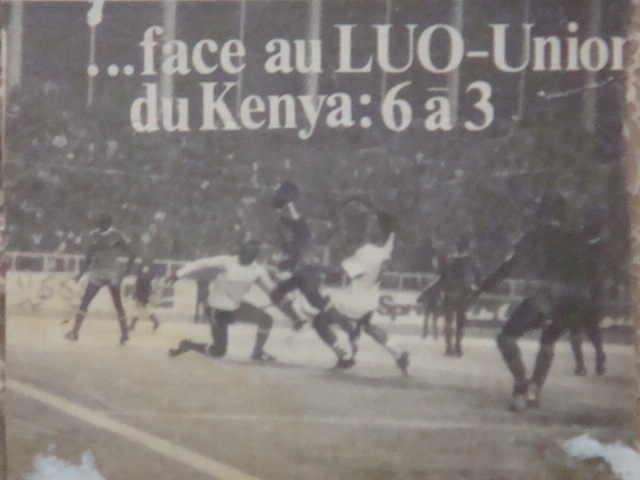 ...face au LUO-Union
du Kenya: 6 à 3